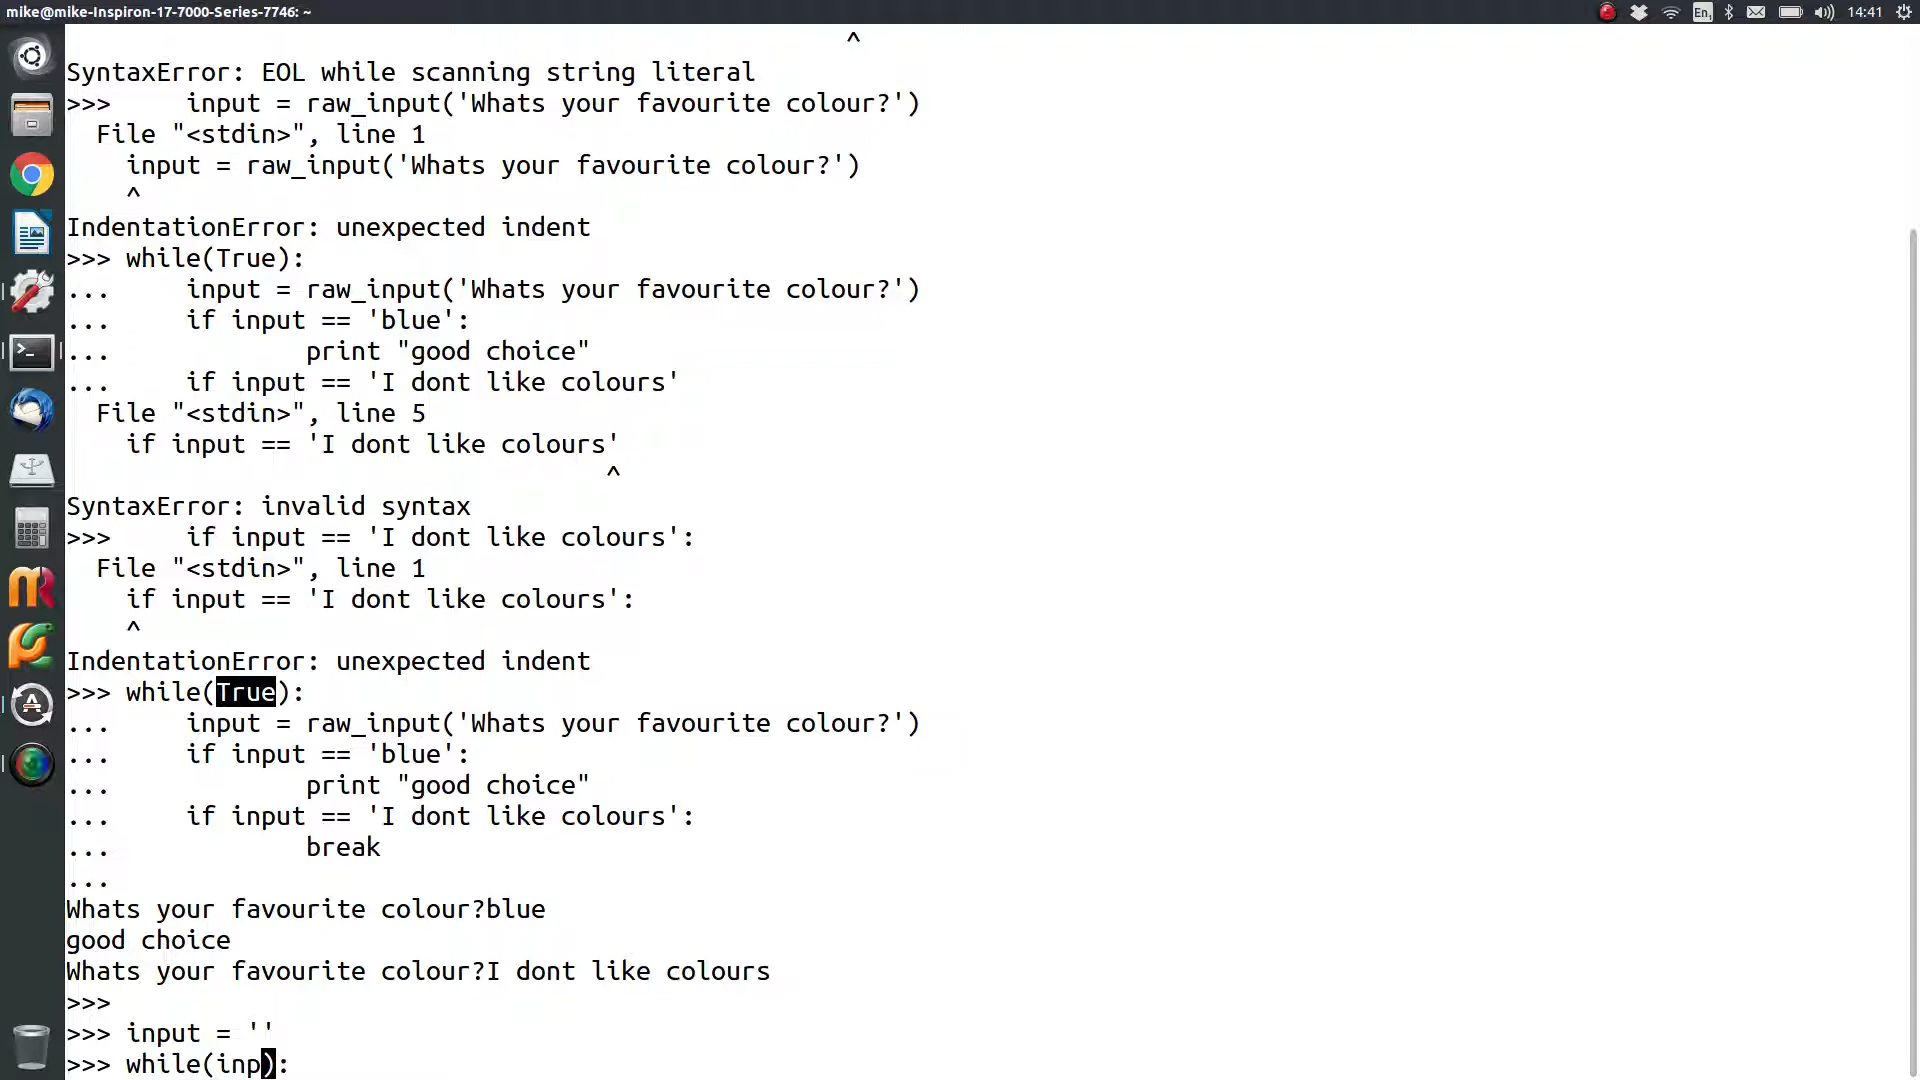 mike@mike-Inspiron-17-7000-Series-7746: ~
En1
14:41
^
SyntaxError: EOL while scanning string literal
>>>     input = raw_input('Whats your favourite colour?')
  File "<stdin>", line 1
    input = raw_input('Whats your favourite colour?')
    ^
IndentationError: unexpected indent
>>> while(True):
...     input = raw_input('Whats your favourite colour?')
...     if input == 'blue':
...             print "good choice"
...     if input == 'I dont like colours'
  File "<stdin>", line 5
    if input == 'I dont like colours'
                                    ^
SyntaxError: invalid syntax
>>>     if input == 'I dont like colours':
  File "<stdin>", line 1
    if input == 'I dont like colours':
    ^
IndentationError: unexpected indent
>>> while(True):
...     input = raw_input('Whats your favourite colour?')
...     if input == 'blue':
...             print "good choice"
...     if input == 'I dont like colours':
...             break
...
Whats your favourite colour?blue
good choice
Whats your favourite colour?I dont like colours
>>>
>>> input = ''
>>> while(inp):